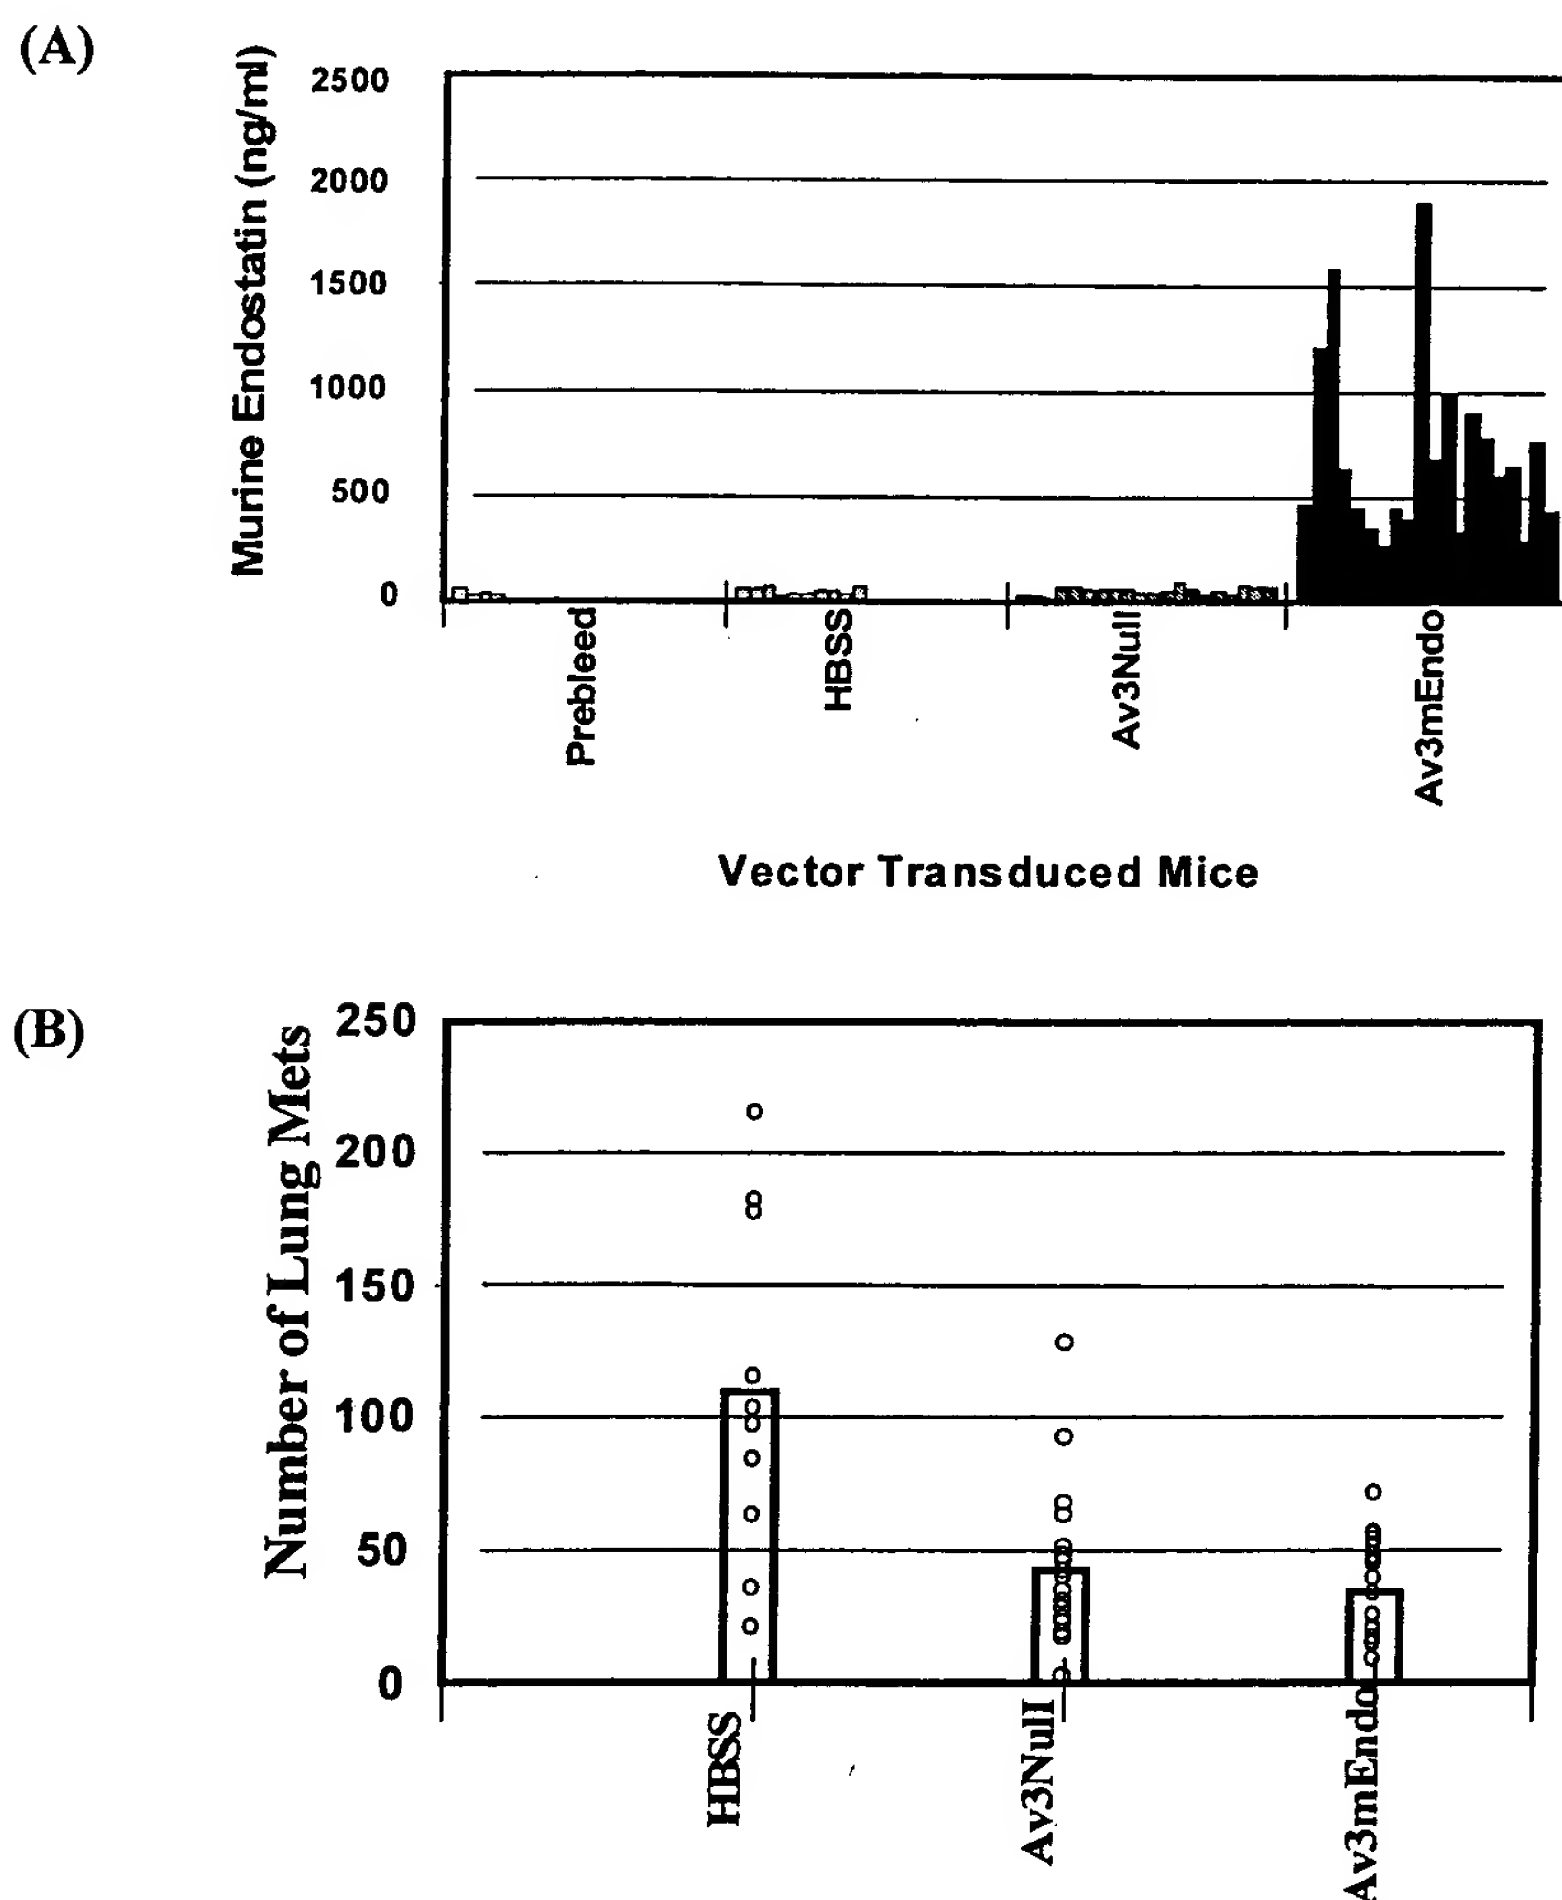 (A)
Murine Endostatin (ng/ml)
2500
2000
1500
1000
500
0
Prebleed
HBSS
Av3Null
Av3mEndo
Vector Transduced Mice
(B)
Number of Lung Mets
250
200
150
100
50
0
HBSS
Av3Null
Av3mEndo